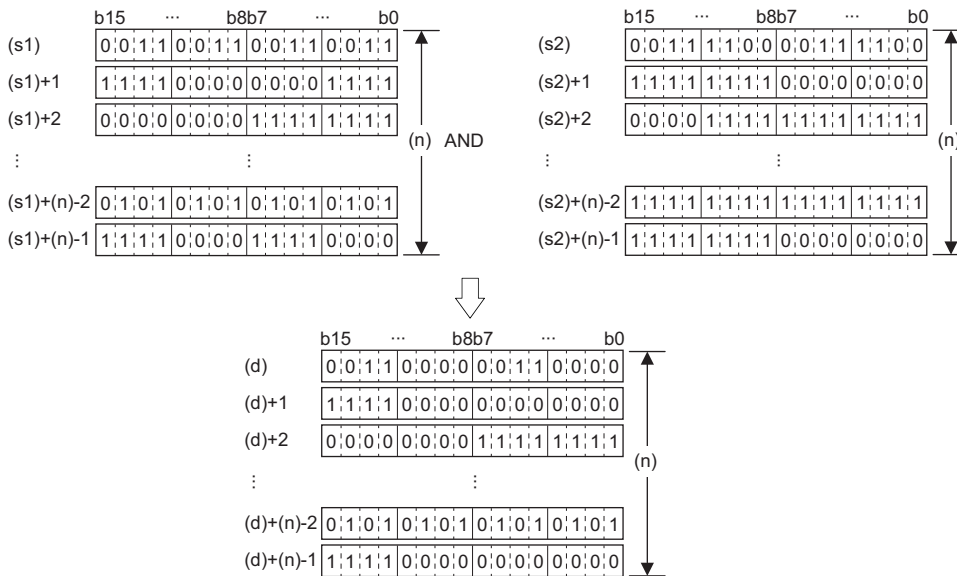 b15 ··· b8b7 ··· b0
(s1) 0 0 1 1 0 0 1 1 0 0 1 1 0 0 1 1
(s1)+1 1 1 1 1 0 0 0 0 0 0 0 0 1 1 1 1
(s1)+2 0 0 0 0 0 0 0 0 1 1 1 1 1 1 1 1
⋮ ⋮
(s1)+(n)-2 0 1 0 1 0 1 0 1 0 1 0 1 0 1 0 1
(s1)+(n)-1 1 1 1 1 0 0 0 0 1 1 1 1 0 0 0 0
(n)
AND
b15 ··· b8b7 ··· b0
(s2) 0 0 1 1 1 1 0 0 0 0 1 1 1 1 0 0
(s2)+1 1 1 1 1 1 1 1 1 0 0 0 0 0 0 0 0
(s2)+2 0 0 0 0 1 1 1 1 1 1 1 1 1 1 1 1
⋮ ⋮
(s2)+(n)-2 1 1 1 1 1 1 1 1 1 1 1 1 1 1 1 1
(s2)+(n)-1 1 1 1 1 1 1 1 1 0 0 0 0 0 0 0 0
(n)
b15 ··· b8b7 ··· b0
(d) 0 0 1 1 0 0 0 0 0 0 1 1 0 0 0 0
(d)+1 1 1 1 1 0 0 0 0 0 0 0 0 0 0 0 0
(d)+2 0 0 0 0 0 0 0 0 1 1 1 1 1 1 1 1
⋮ ⋮
(d)+(n)-2 0 1 0 1 0 1 0 1 0 1 0 1 0 1 0 1
(d)+(n)-1 1 1 1 1 0 0 0 0 0 0 0 0 0 0 0 0
(n)